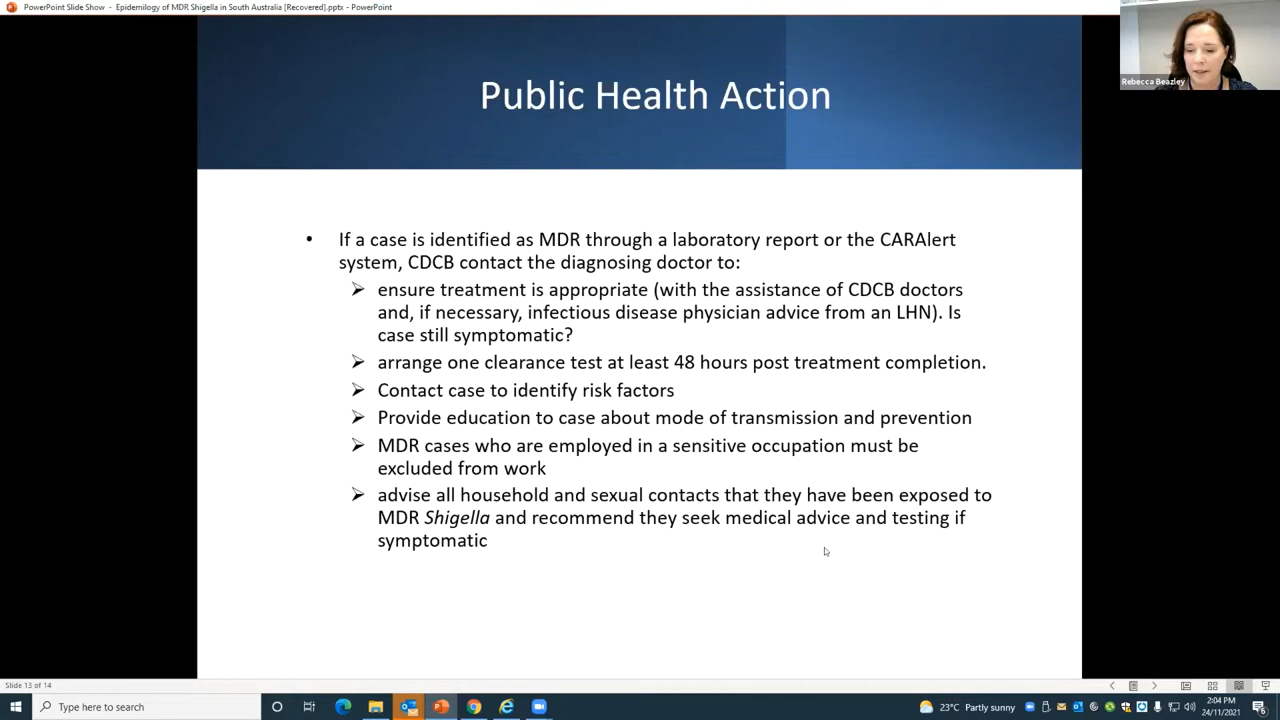 PowerPoint Slide Show - Epidemilogy of MDR Shigella in South Australia [Recovered].pptx - PowerPoint
Rebecca Beazley
Public Health Action
• If a case is identified as MDR through a laboratory report or the CARAlert
system, CDCB contact the diagnosing doctor to:
➢ ensure treatment is appropriate (with the assistance of CDCB doctors
and, if necessary, infectious disease physician advice from an LHN). Is
case still symptomatic?
➢ arrange one clearance test at least 48 hours post treatment completion.
➢ Contact case to identify risk factors
➢ Provide education to case about mode of transmission and prevention
➢ MDR cases who are employed in a sensitive occupation must be
excluded from work
➢ advise all household and sexual contacts that they have been exposed to
MDR Shigella and recommend they seek medical advice and testing if
symptomatic
Slide 13 of 14
Type here to search
23°C Partly sunny
2:04 PM
24/11/2021